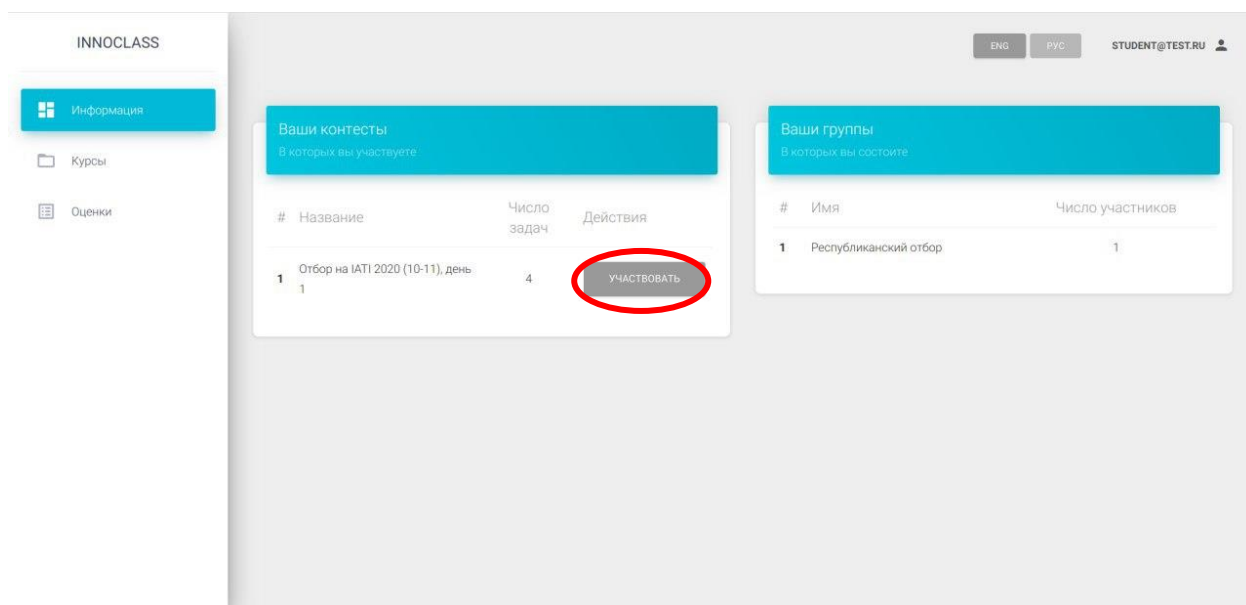 INNOCLASS
ENG
РУС
STUDENT@TEST.RU
Информация
Курсы
Оценки
Ваши контесты
В которых вы участвуете
# Название
Число
задач
Действия
1
Отбор на IATI 2020 (10-11), день
1
4
УЧАСТВОВАТЬ
Ваши группы
В которых вы состоите
# Имя Число участников
1 Республиканский отбор 1